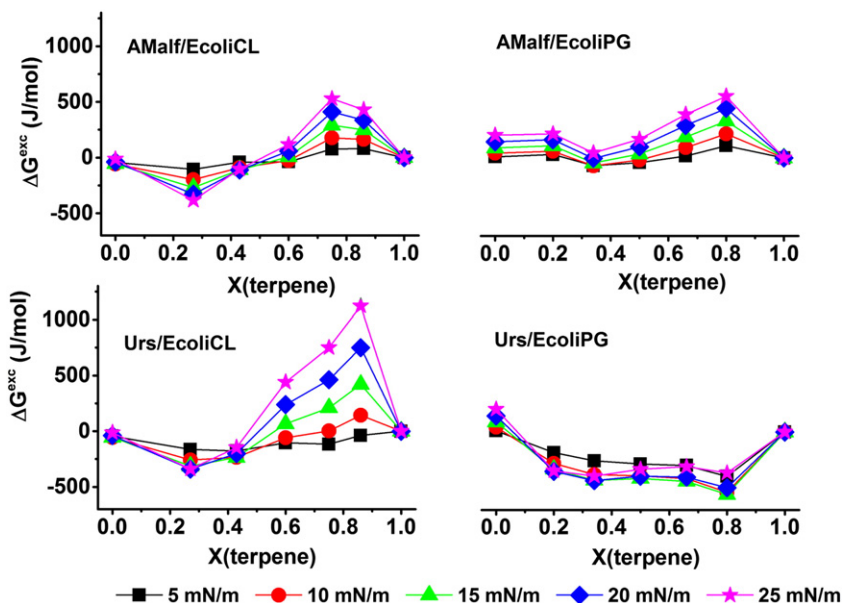 AMalf/EcoliCL
AMalf/EcoliPG
ΔG^exc (J/mol)
1000
500
0
-500
0.0 0.2 0.4 0.6 0.8 1.0
0.0 0.2 0.4 0.6 0.8 1.0
X(terpene)
X(terpene)
Urs/EcoliCL
Urs/EcoliPG
ΔG^exc (J/mol)
1000
500
0
-500
0.0 0.2 0.4 0.6 0.8 1.0
0.0 0.2 0.4 0.6 0.8 1.0
X(terpene)
X(terpene)
5 mN/m 10 mN/m 15 mN/m 20 mN/m 25 mN/m